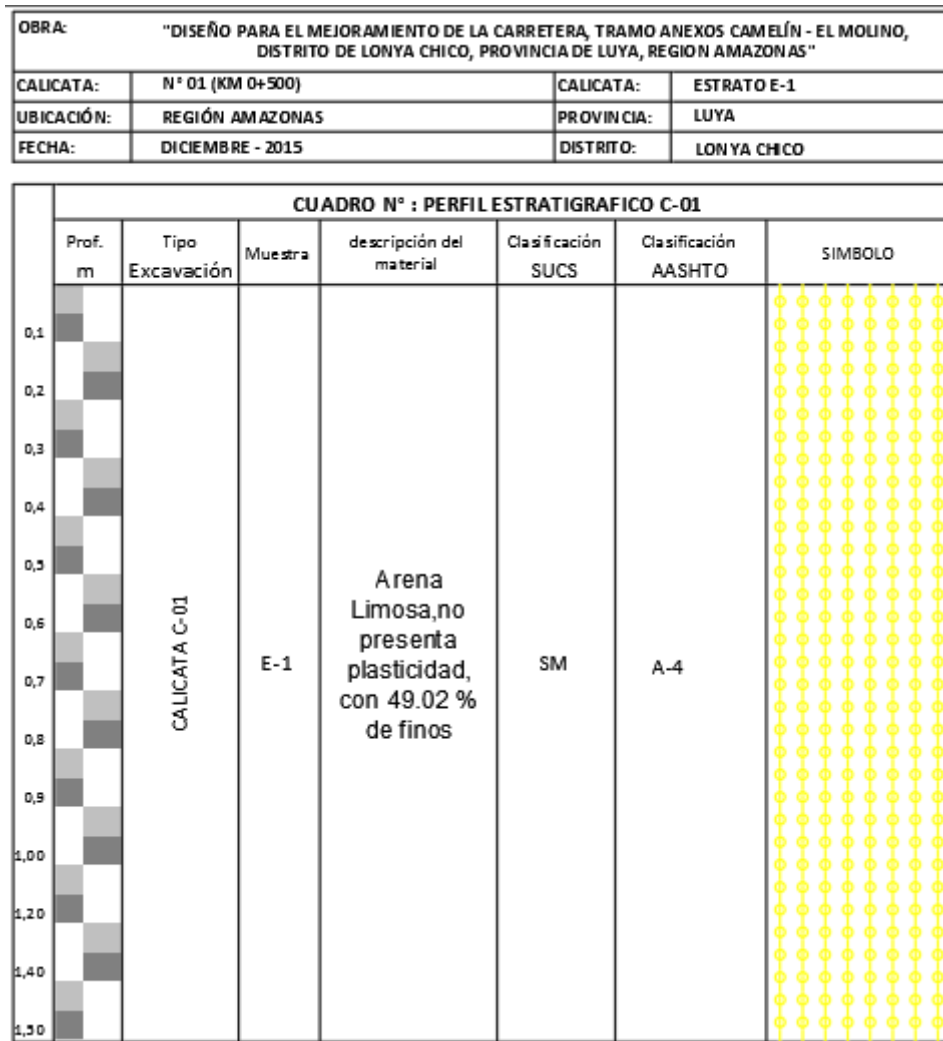 OBRA: "DISEÑO PARA EL MEJORAMIENTO DE LA CARRETERA, TRAMO ANEXOS CAMELÍN - EL MOLINO,
DISTRITO DE LONYA CHICO, PROVINCIA DE LUYA, REGION AMAZONAS"
CALICATA: N° 01 (KM 0+500) CALICATA: ESTRATO E-1
UBICACIÓN: REGIÓN AMAZONAS PROVINCIA: LUYA
FECHA: DICIEMBRE - 2015 DISTRITO: LONYA CHICO
CUADRO N° : PERFIL ESTRATIGRAFICO C-01
Prof. Tipo Muestra descripción del Clasificación Clasificación SIMBOLO
m Excavación material SUCS AASHTO
0,1
0,2
0,3
0,4
0,5
0,6
0,7
0,8
0,9
1,00
1,20
1,40
1,50
CALICATA C-01
E-1
Arena
Limosa,no
presenta
plasticidad,
con 49.02 %
de finos
SM
A-4